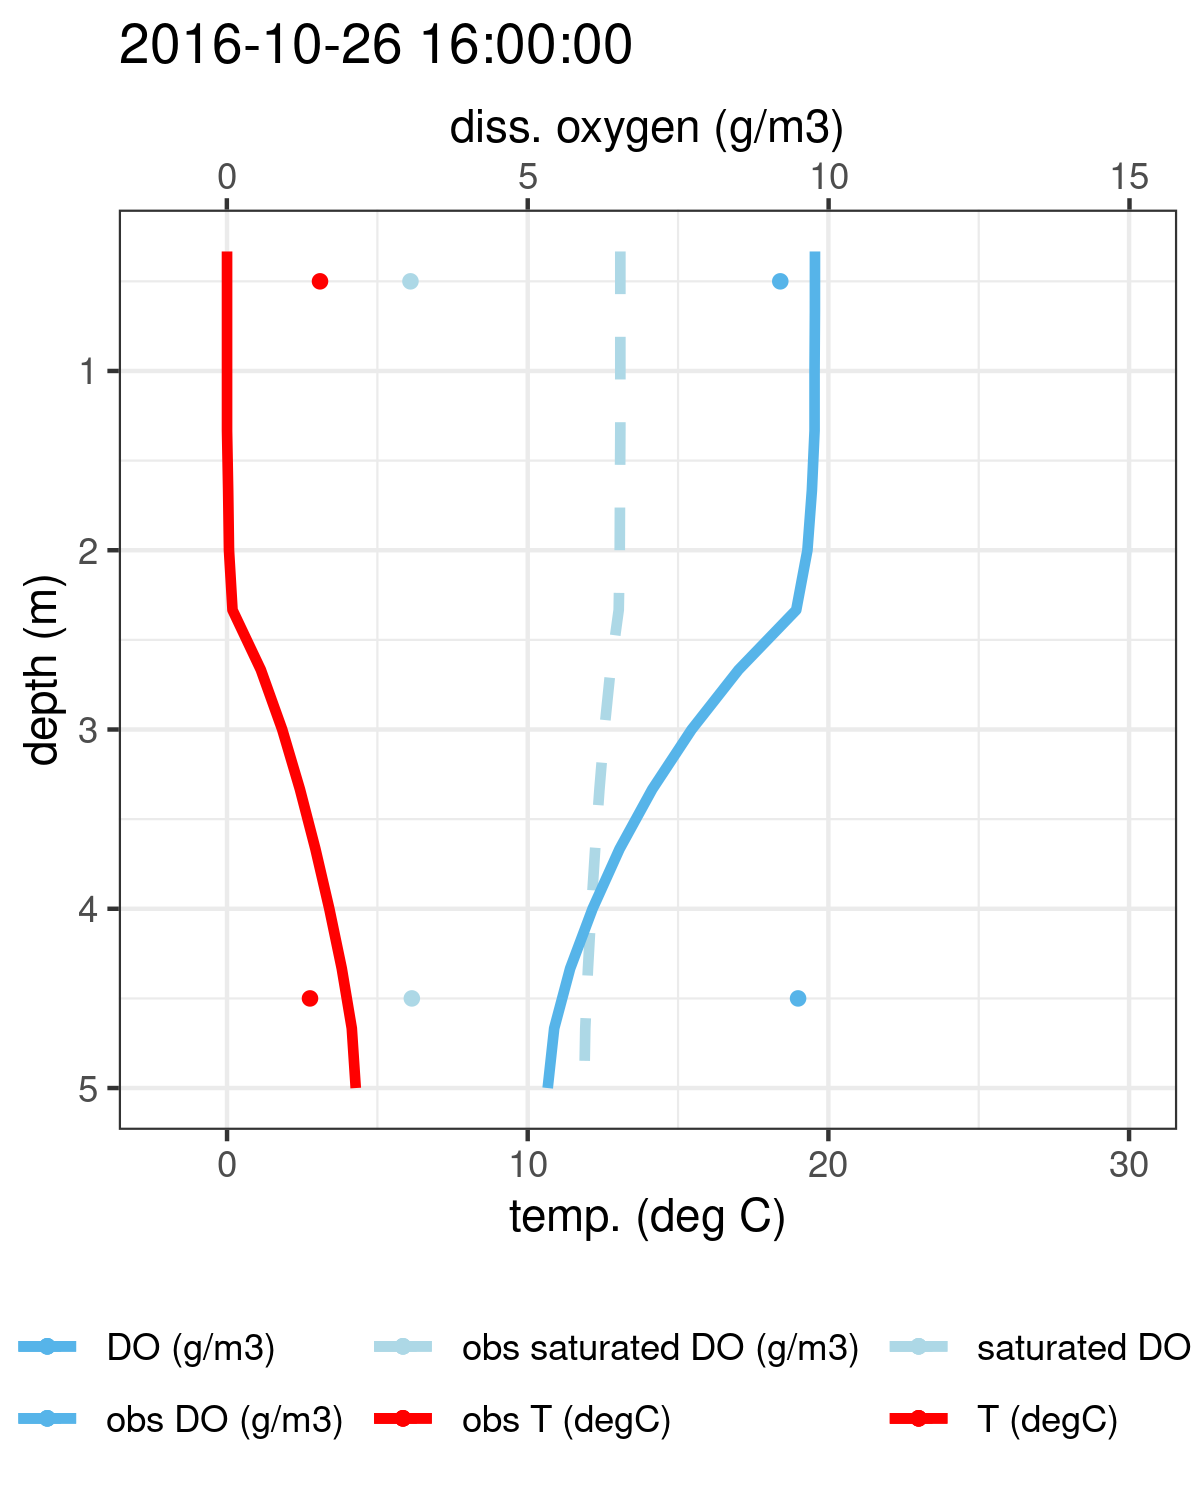 2016-10-26 16:00:00
diss. oxygen (g/m3)
0 5 10 15
depth (m)
1
2
3
4
5
0 10 20 30
temp. (deg C)
DO (g/m3) obs saturated DO (g/m3) saturated DO
obs DO (g/m3) obs T (degC) T (degC)